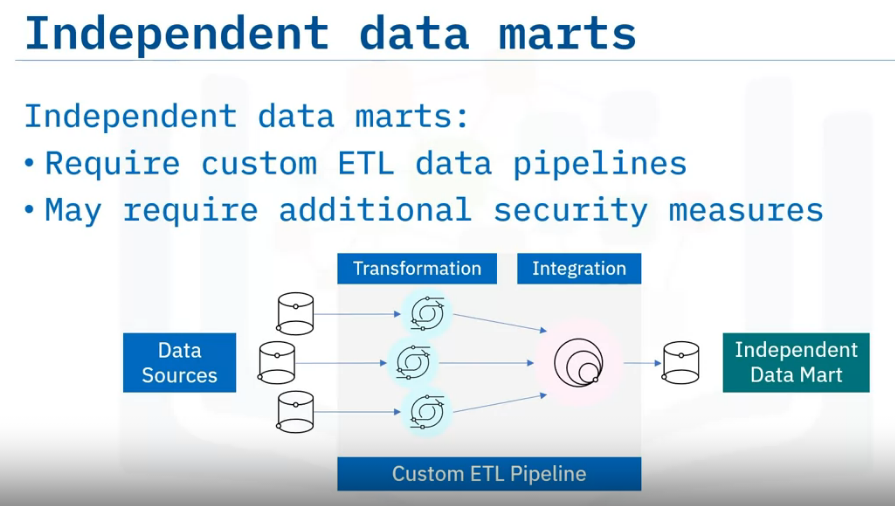 Independent data marts
Independent data marts:
• Require custom ETL data pipelines
• May require additional security measures
Transformation
Integration
Data
Sources
Independent
Data Mart
Custom ETL Pipeline